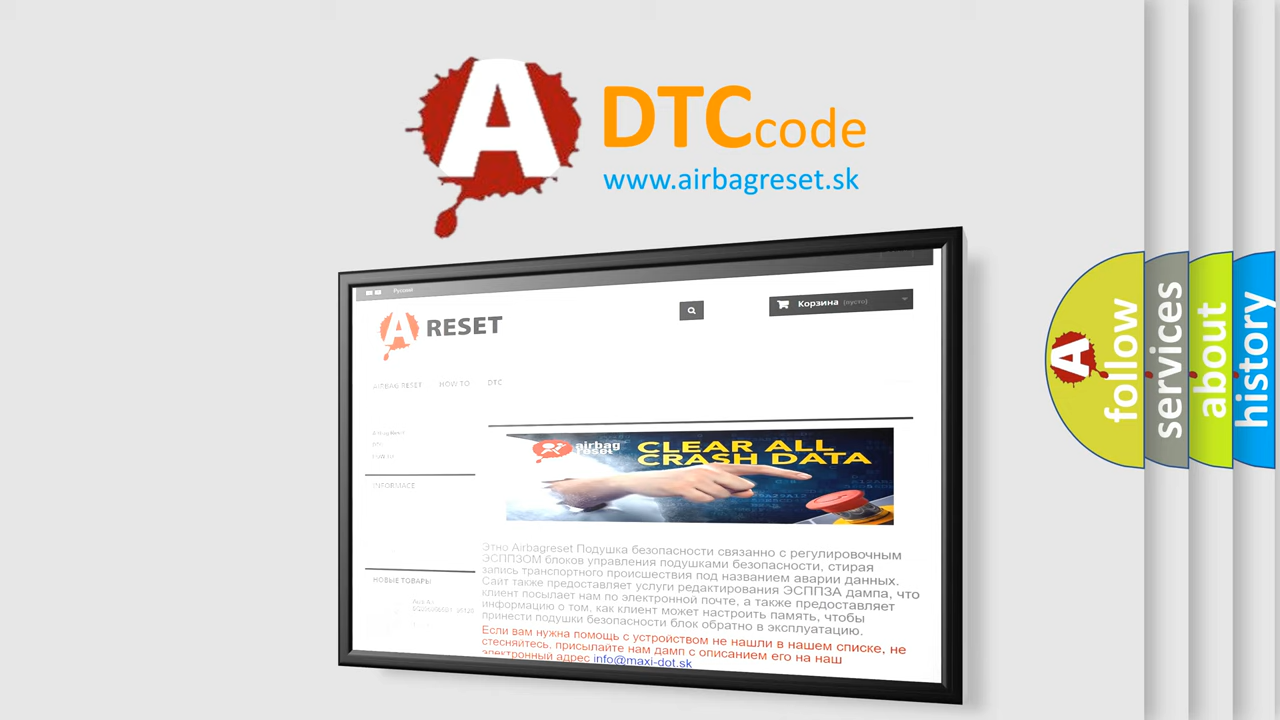 A
DTCcode
www.airbagreset.sk
Русский
A RESET
Корзина (пусто)
AIRBAG RESET HOW TO DTC
INFORMACE
НОВЫЕ ТОВАРЫ
airbag
reset
CLEAR ALL
CRASH DATA
Этно Airbagreset Подушка безопасности связанно с регулировочным
ЭСППЗОМ блоков управления подушками безопасности, стирая
запись транспортного происшествия под названием аварии данных.
Сайт также предоставляет услуги редактирования ЭСППЗА дампа, что
клиент посылает нам по электронной почте, а также предоставляет
информацию о том, как клиент может настроить память, чтобы
принести подушки безопасности блок обратно в эксплуатацию.
Если вам нужна помощь с устройством не нашли в нашем списке, не
стесняйтесь, присылайте нам дамп с описанием его на наш
электронный адрес info@maxi-dot.sk
A
follow
services
about
history